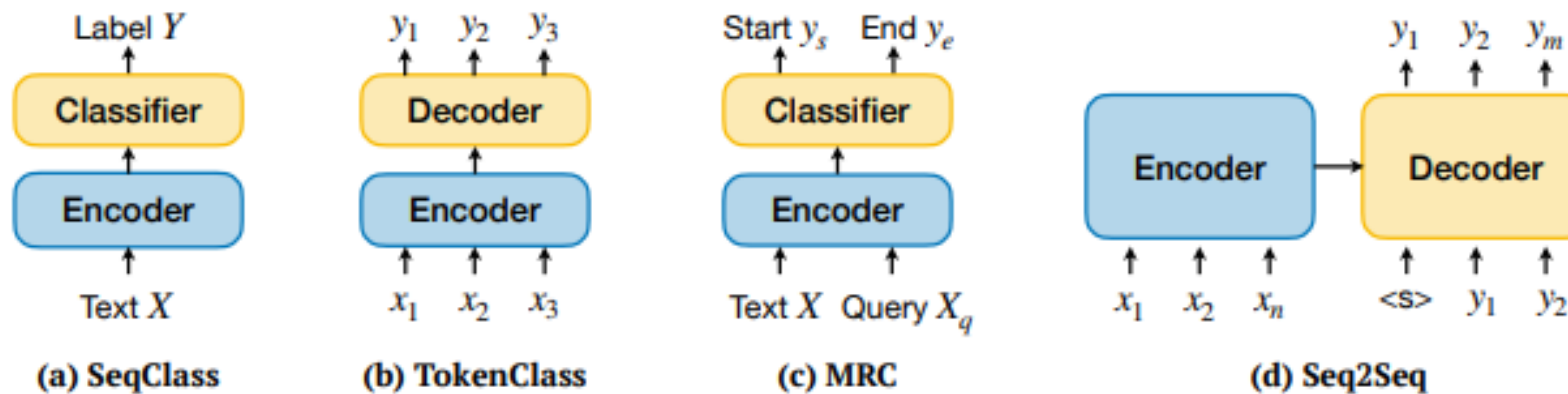 Label Y
Classifier
Encoder
Text X
(a) SeqClass
y₁ y₂ y₃
Decoder
Encoder
x₁ x₂ x₃
(b) TokenClass
Start yₛ End yₑ
Classifier
Encoder
Text X Query X_q
(c) MRC
y₁ y₂ yₘ
Encoder
Decoder
x₁ x₂ xₙ
<s> y₁ y₂
(d) Seq2Seq